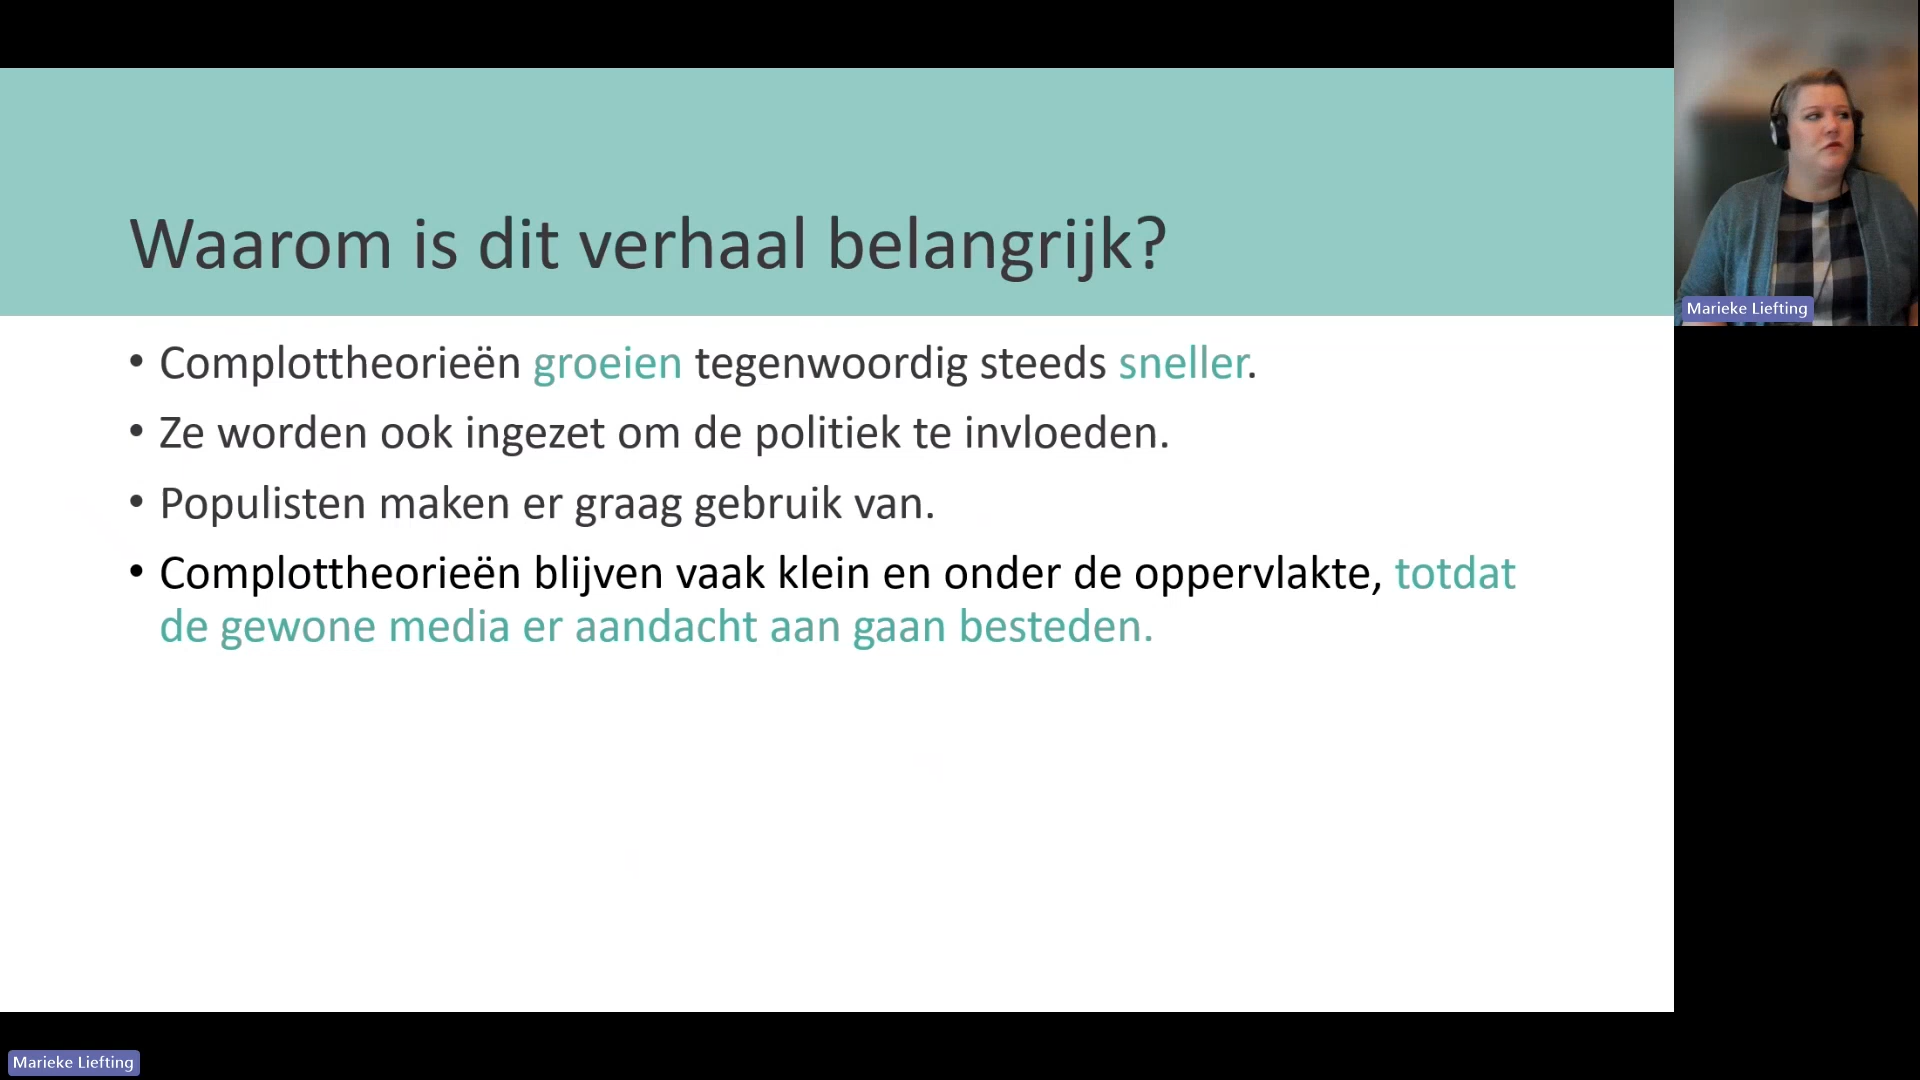 Waarom is dit verhaal belangrijk?
• Complottheorieën groeien tegenwoordig steeds sneller.
• Ze worden ook ingezet om de politiek te invloeden.
• Populisten maken er graag gebruik van.
• Complottheorieën blijven vaak klein en onder de oppervlakte, totdat
de gewone media er aandacht aan gaan besteden.
Marieke Liefting
Marieke Liefting